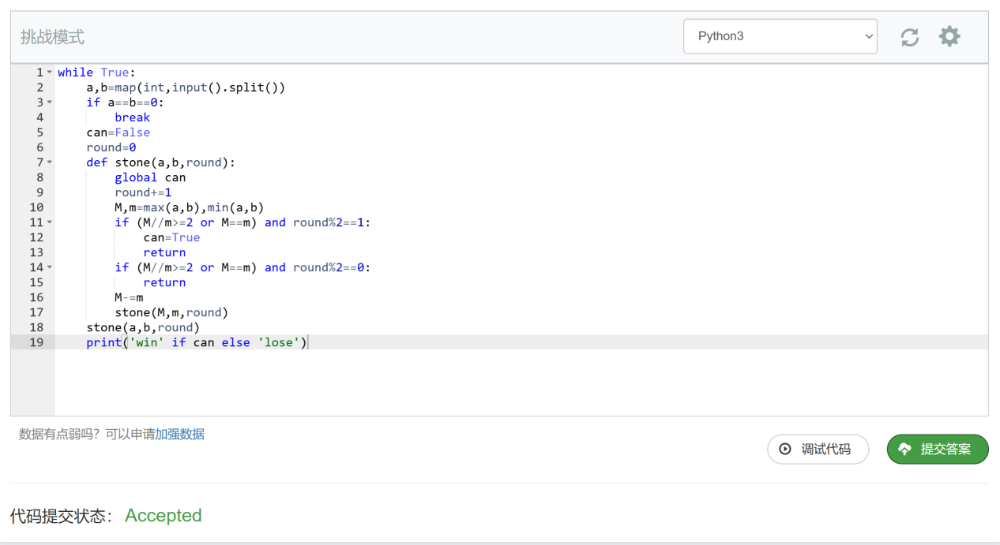 挑战模式
Python3
1 while True:
2     a,b=map(int,input().split())
3     if a==b==0:
4         break
5     can=False
6     round=0
7     def stone(a,b,round):
8         global can
9         round+=1
10         M,m=max(a,b),min(a,b)
11         if (M//m>=2 or M==m) and round%2==1:
12             can=True
13             return
14         if (M//m>=2 or M==m) and round%2==0:
15             return
16         M-=m
17         stone(M,m,round)
18     stone(a,b,round)
19     print('win' if can else 'lose')
数据有点弱吗？可以申请加强数据
调试代码
提交答案
代码提交状态： Accepted